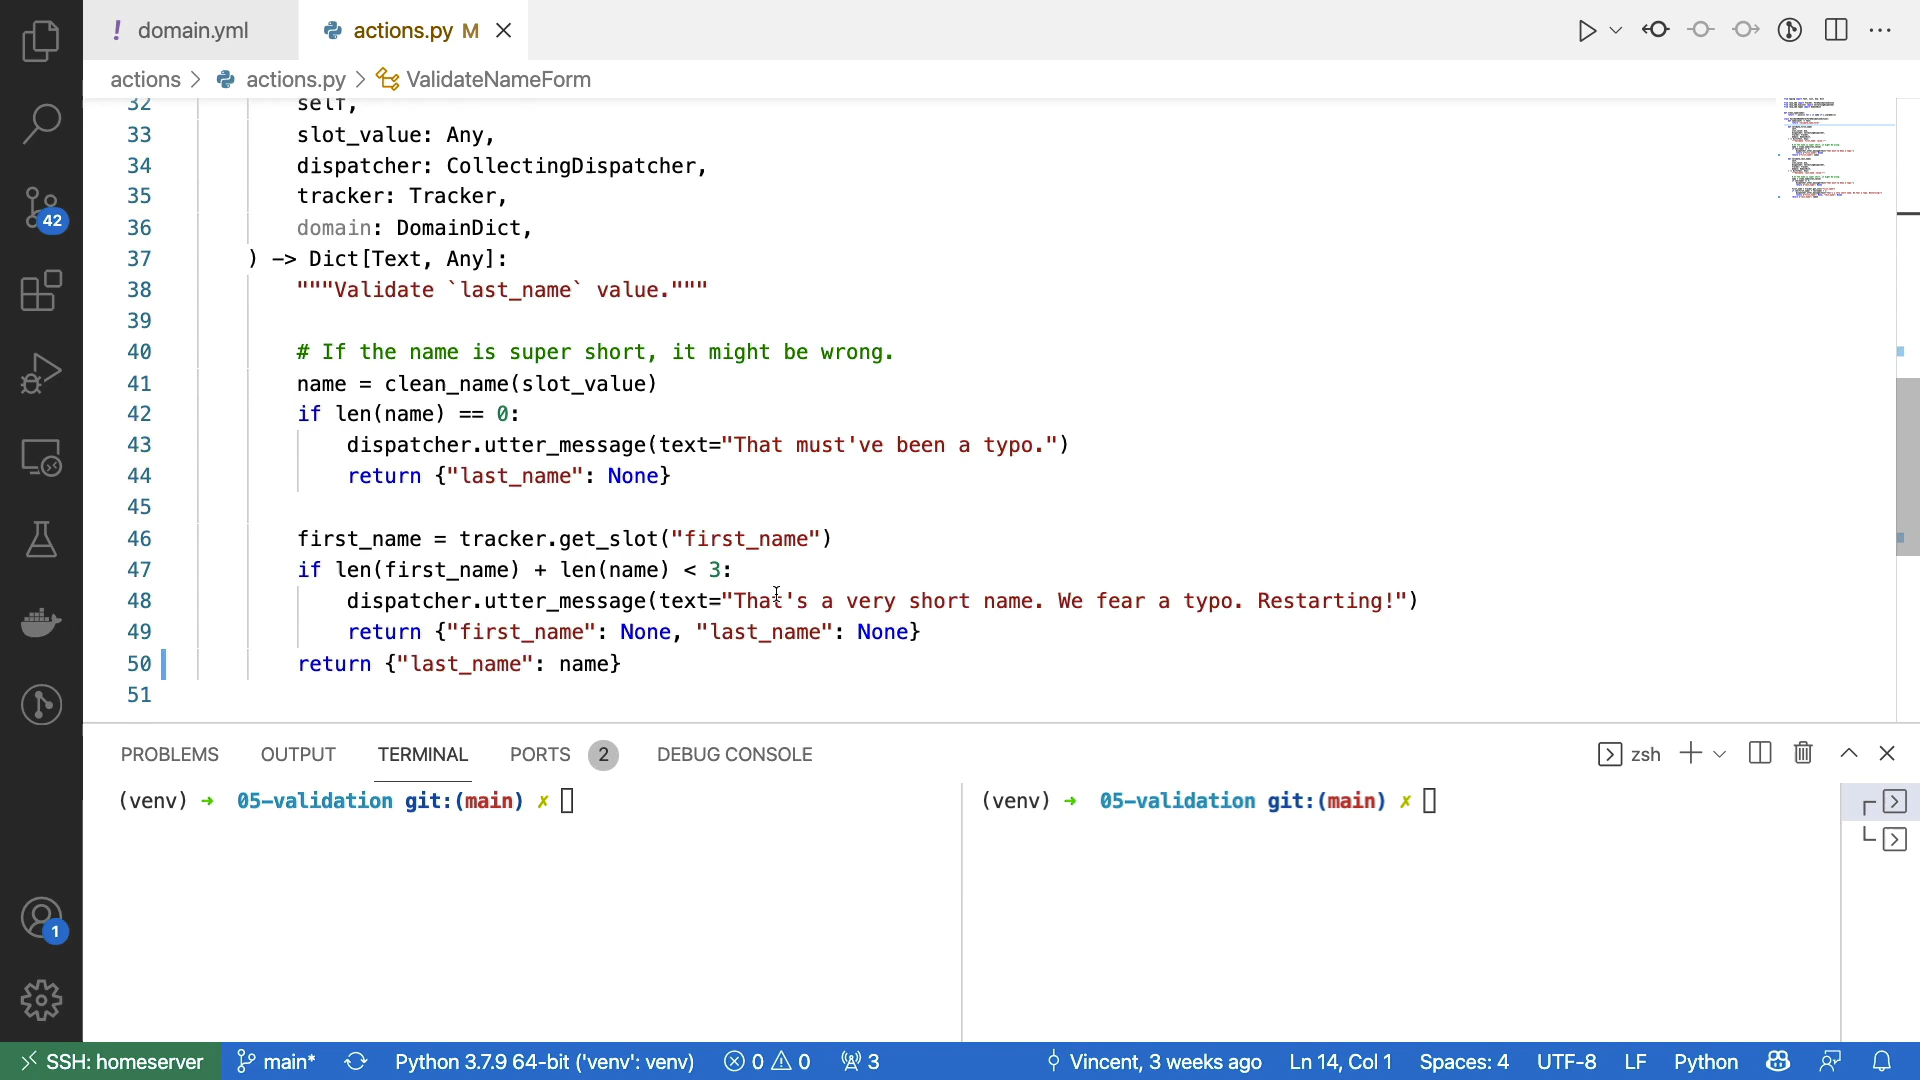 ! domain.yml
actions.py M
actions > actions.py > ValidateNameForm
32 self,
33 slot_value: Any,
34 dispatcher: CollectingDispatcher,
35 tracker: Tracker,
36 domain: DomainDict,
37 ) -> Dict[Text, Any]:
38 """Validate `last_name` value."""
39
40 # If the name is super short, it might be wrong.
41 name = clean_name(slot_value)
42 if len(name) == 0:
43 dispatcher.utter_message(text="That must've been a typo.")
44 return {"last_name": None}
45
46 first_name = tracker.get_slot("first_name")
47 if len(first_name) + len(name) < 3:
48 dispatcher.utter_message(text="That's a very short name. We fear a typo. Restarting!")
49 return {"first_name": None, "last_name": None}
50 return {"last_name": name}
51
42
1
PROBLEMS OUTPUT TERMINAL PORTS 2 DEBUG CONSOLE
zsh
(venv) ➜ 05-validation git:(main) ✗
(venv) ➜ 05-validation git:(main) ✗
SSH: homeserver main* Python 3.7.9 64-bit ('venv': venv) 0 0 3 Vincent, 3 weeks ago Ln 14, Col 1 Spaces: 4 UTF-8 LF Python